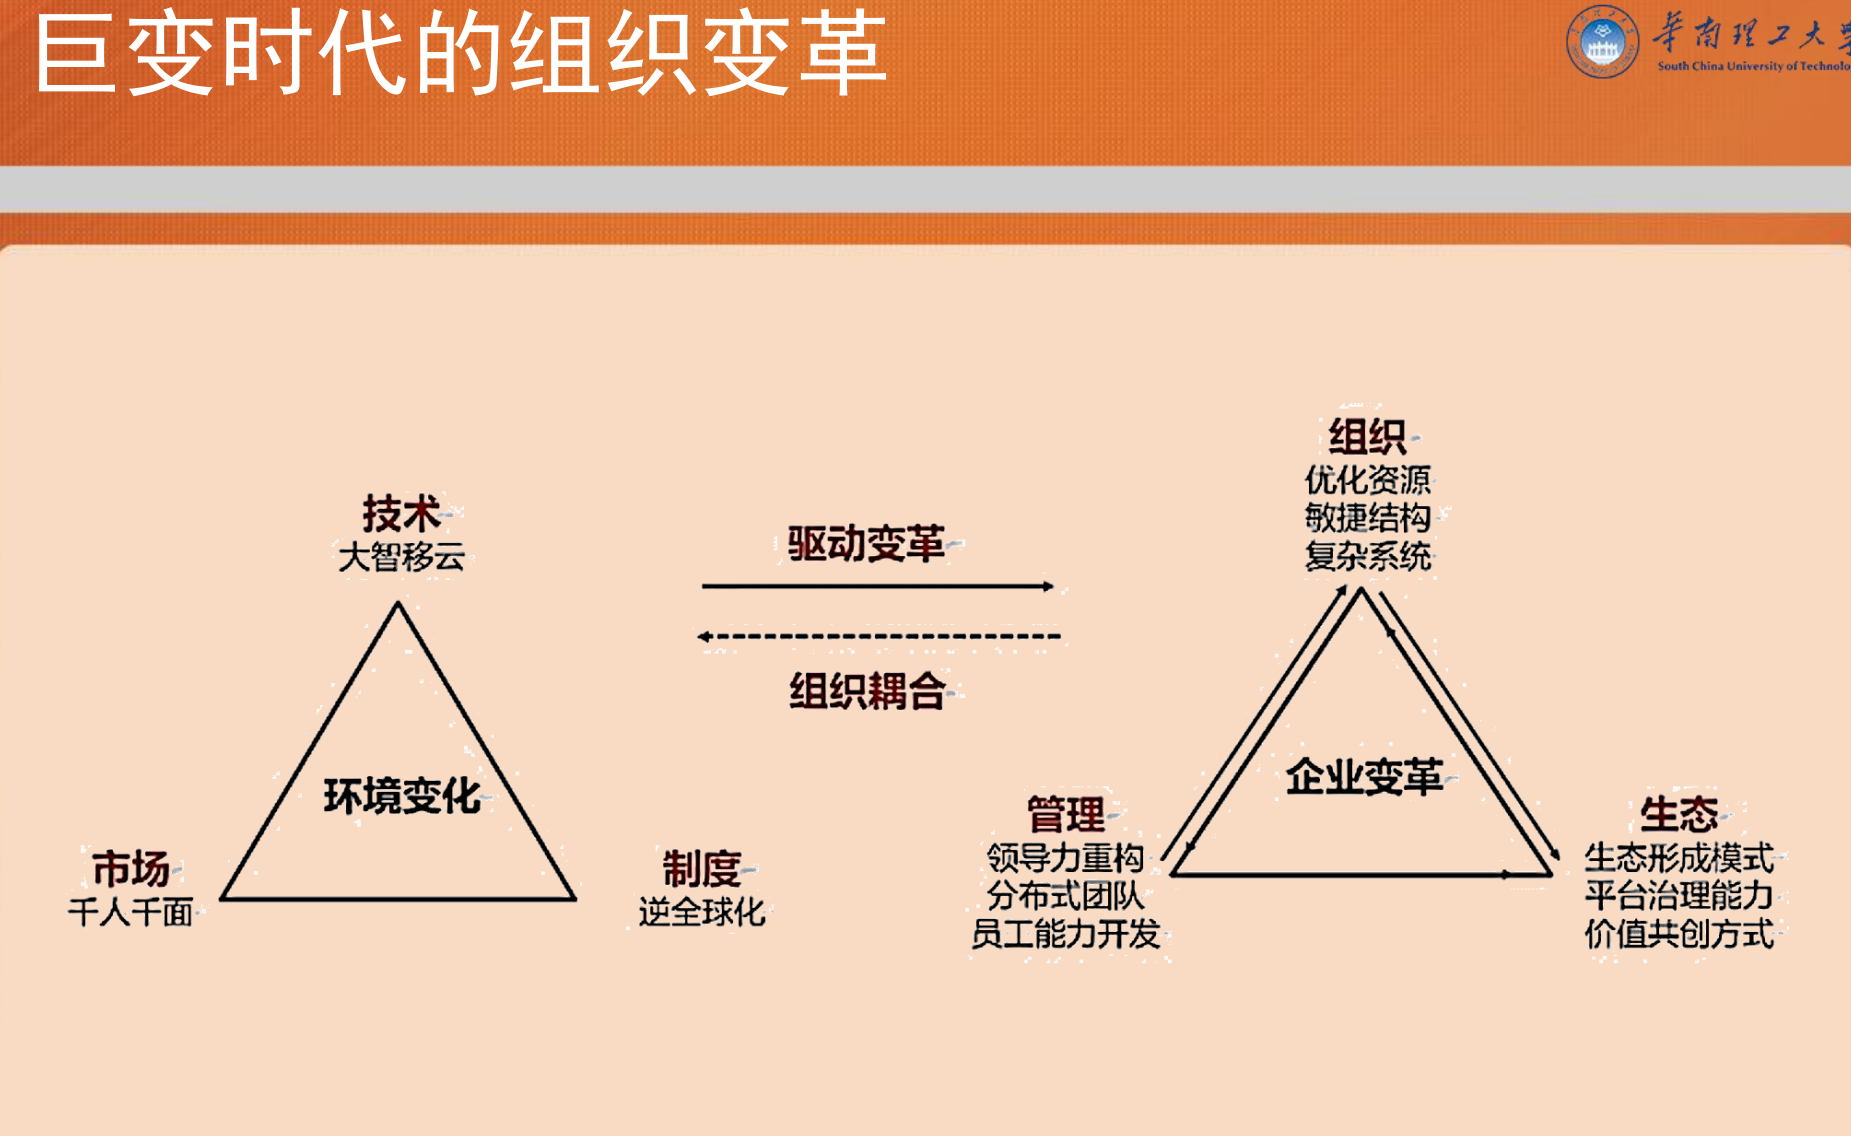 巨变时代的组织变革
華南理工大學
South China University of Technolo
技术
大智移云
环境变化
市场
千人千面
制度
逆全球化
驱动变革
组织耦合
组织
优化资源
敏捷结构
复杂系统
企业变革
管理
领导力重构
分布式团队
员工能力开发
生态
生态形成模式
平台治理能力
价值共创方式